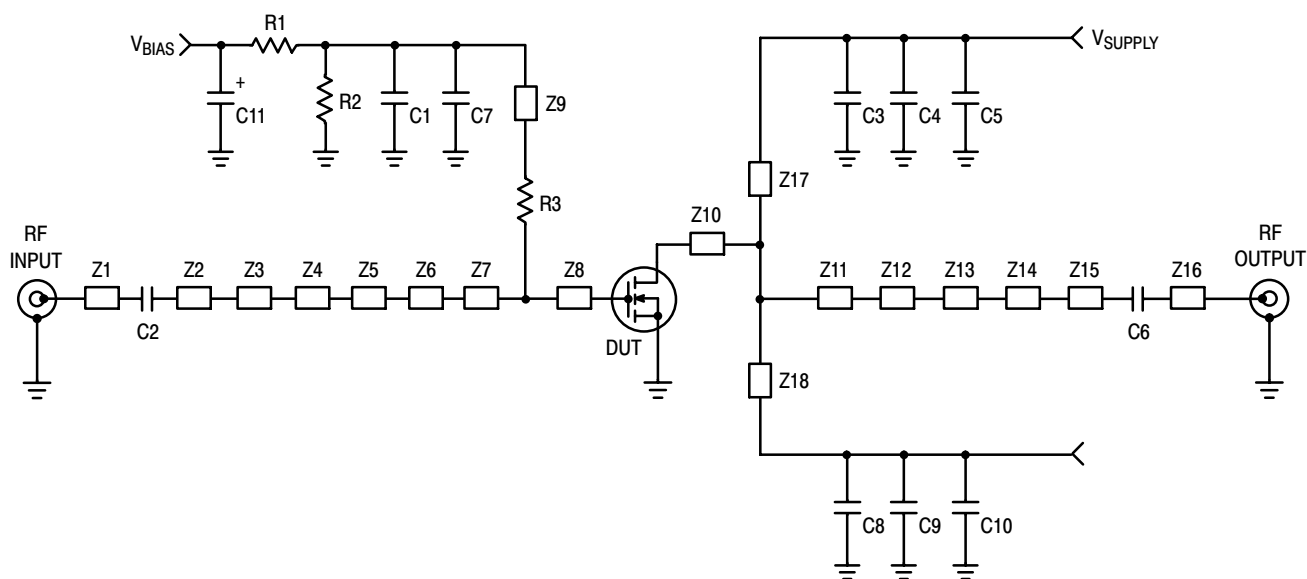 R1
VBIAS
VSUPPLY
+
C11
R2
C1
C7
Z9
C3
C4
C5
Z17
R3
Z10
RF
INPUT
RF
OUTPUT
Z1
Z2
Z3
Z4
Z5
Z6
Z7
Z8
Z11
Z12
Z13
Z14
Z15
Z16
C2
DUT
C6
Z18
C8
C9
C10